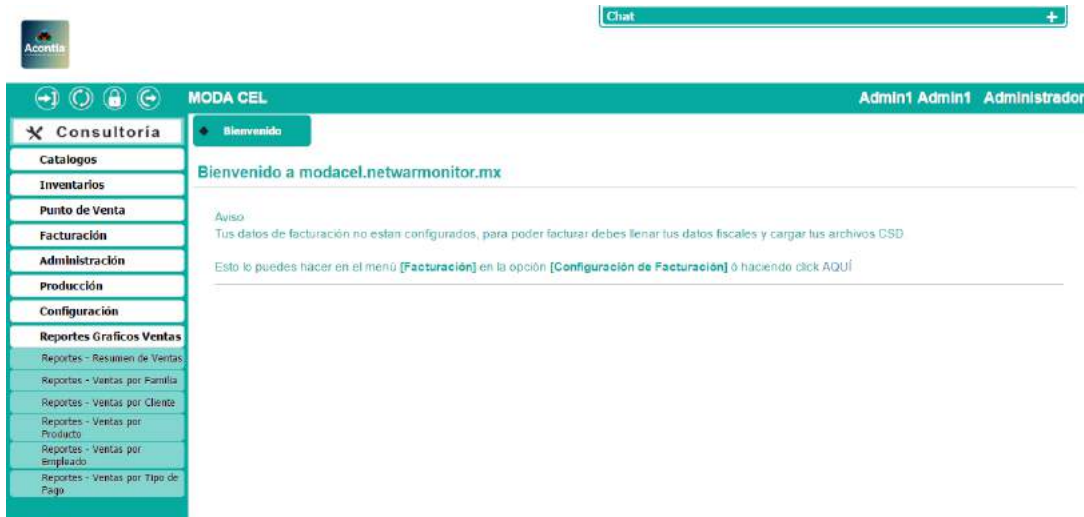 Chat +
Acontia
MODA CEL
Admin1 Admin1 Administrador
Consultoría
Bienvenido
Catalogos
Inventarios
Punto de Venta
Facturación
Administración
Producción
Configuración
Reportes Graficos Ventas
Reportes - Resumen de Ventas
Reportes - Ventas por Familia
Reportes - Ventas por Cliente
Reportes - Ventas por
Producto
Reportes - Ventas por
Empleado
Reportes - Ventas por Tipo de
Pago
Bienvenido a modacel.netwarmonitor.mx
Aviso
Tus datos de facturación no estan configurados, para poder facturar debes llenar tus datos fiscales y cargar tus archivos CSD
Esto lo puedes hacer en el menú [Facturación] en la opción [Configuración de Facturación] ó haciendo click AQUÍ